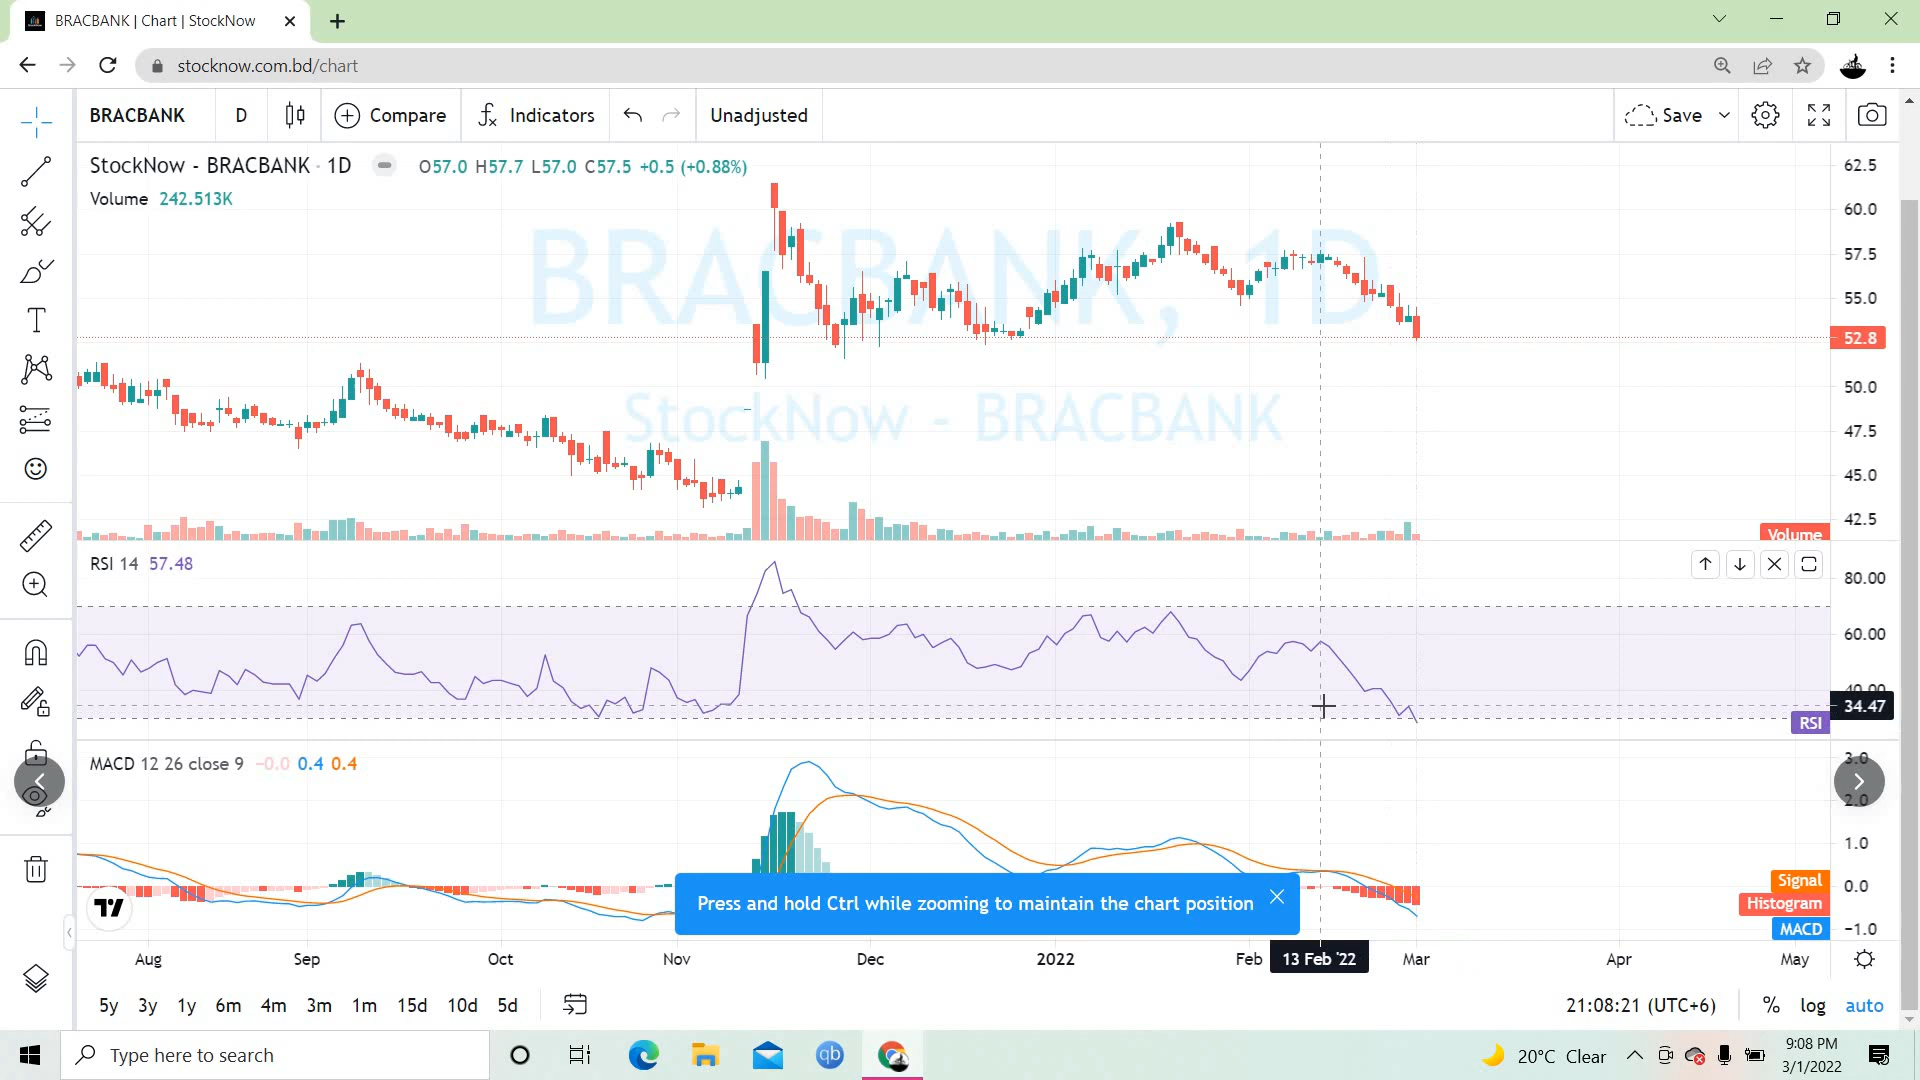 BRACBANK | Chart | StockNow
stocknow.com.bd/chart
BRACBANK D Compare Indicators Unadjusted Save
StockNow - BRACBANK · 1D O57.0 H57.7 L57.0 C57.5 +0.5 (+0.88%)
Volume 242.513K
BRACBANK, 1D
StockNow - BRACBANK
62.5
60.0
57.5
55.0
52.8
50.0
47.5
45.0
42.5
Volume
RSI 14 57.48
80.00
60.00
40.00
34.47
RSI
MACD 12 26 close 9 −0.0 0.4 0.4
3.0
2.0
1.0
Signal 0.0
Histogram
MACD −1.0
Press and hold Ctrl while zooming to maintain the chart position
Aug Sep Oct Nov Dec 2022 Feb 13 Feb '22 Mar Apr May
5y 3y 1y 6m 4m 3m 1m 15d 10d 5d 21:08:21 (UTC+6) % log auto
Type here to search
qb
20°C Clear
9:08 PM
3/1/2022